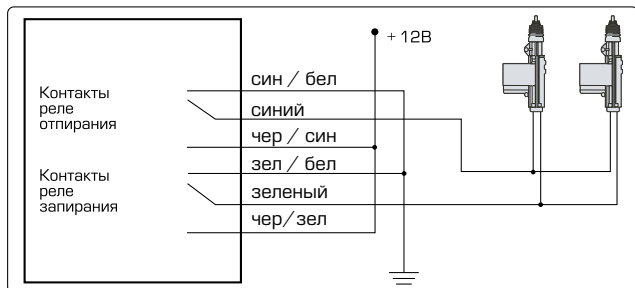 + 12В
Контакты
реле
отпирания
син / бел
синий
чер / син
Контакты
реле
запирания
зел / бел
зеленый
чер/зел